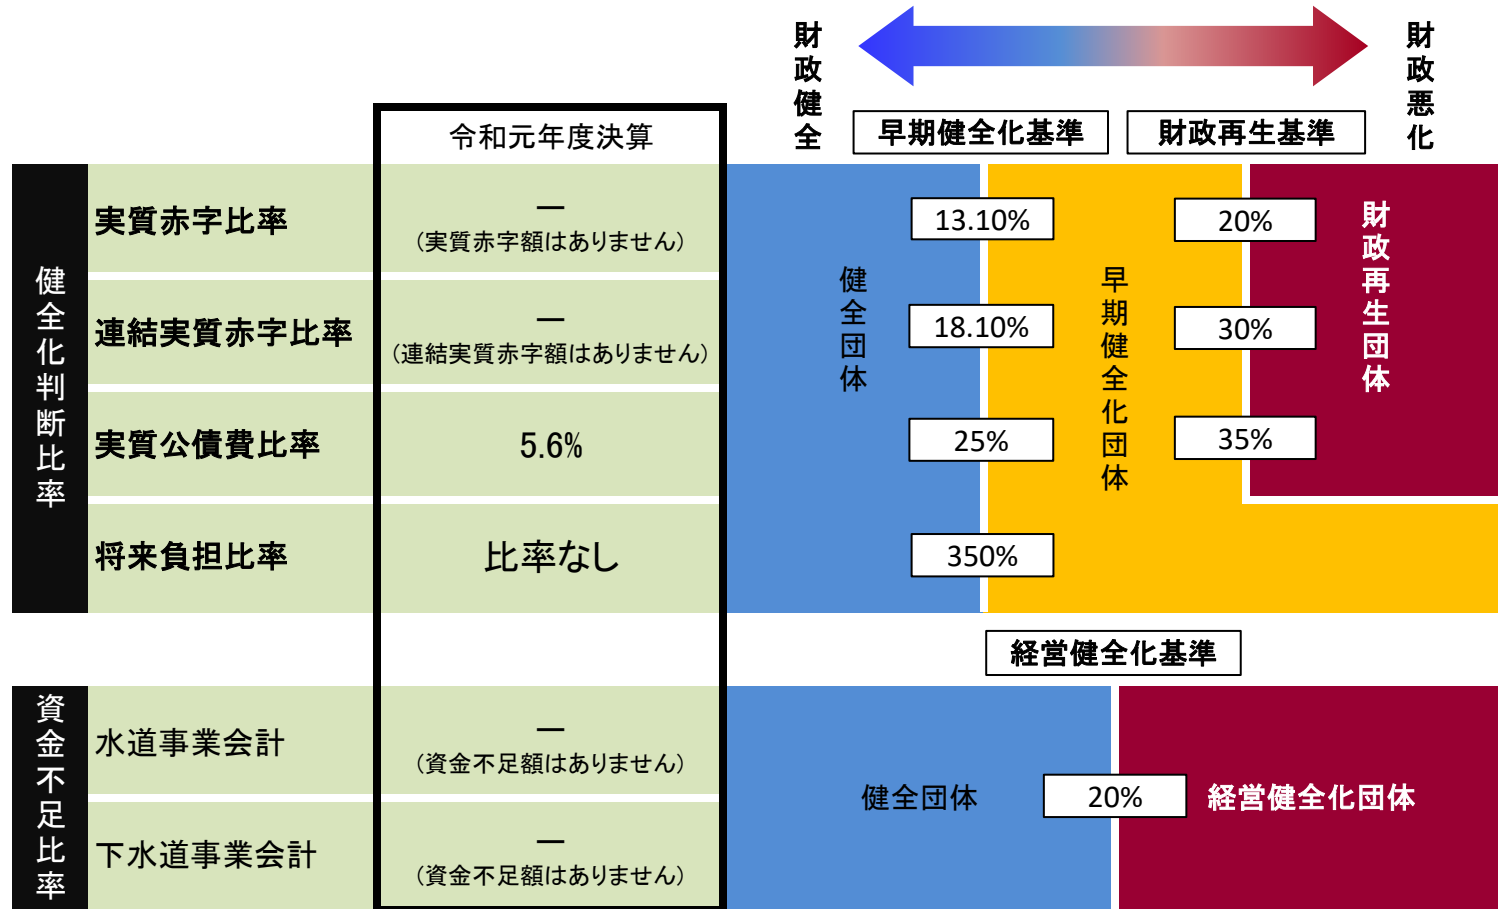 財政健全
財政悪化
早期健全化基準
財政再生基準
令和元年度決算
健全化判断比率
実質赤字比率
―
（実質赤字額はありません）
13.10%
20%
連結実質赤字比率
―
（連結実質赤字額はありません）
18.10%
30%
実質公債費比率
5.6%
25%
35%
将来負担比率
比率なし
350%
健全団体
早期健全化団体
財政再生団体
経営健全化基準
資金不足比率
水道事業会計
―
（資金不足額はありません）
下水道事業会計
―
（資金不足額はありません）
健全団体
20%
経営健全化団体